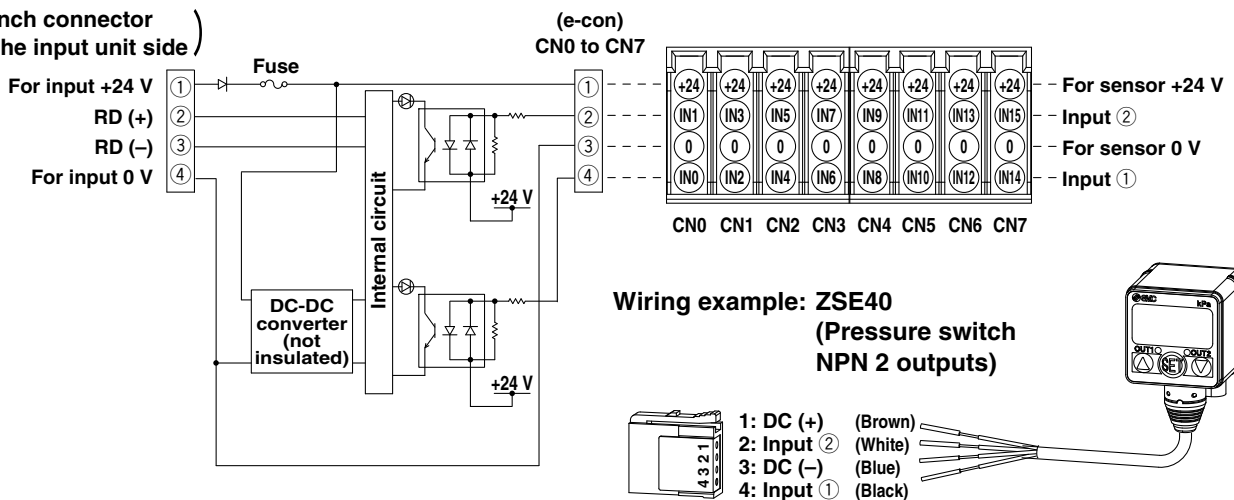 nch connector
he input unit side )
For input +24 V ①
RD (+) ②
RD (–) ③
For input 0 V ④
Fuse
Internal circuit
DC-DC
converter
(not
insulated)
+24 V
+24 V
(e-con)
CN0 to CN7
①
②
③
④
+24 +24 +24 +24 +24 +24 +24 +24
IN1 IN3 IN5 IN7 IN9 IN11 IN13 IN15
0 0 0 0 0 0 0 0
IN0 IN2 IN4 IN6 IN8 IN10 IN12 IN14
CN0 CN1 CN2 CN3 CN4 CN5 CN6 CN7
For sensor +24 V
Input ②
For sensor 0 V
Input ①
Wiring example: ZSE40
(Pressure switch
NPN 2 outputs)
4 3 2 1
1: DC (+) (Brown)
2: Input ② (White)
3: DC (–) (Blue)
4: Input ① (Black)
SMC kPa
OUT1 OUT2
SET